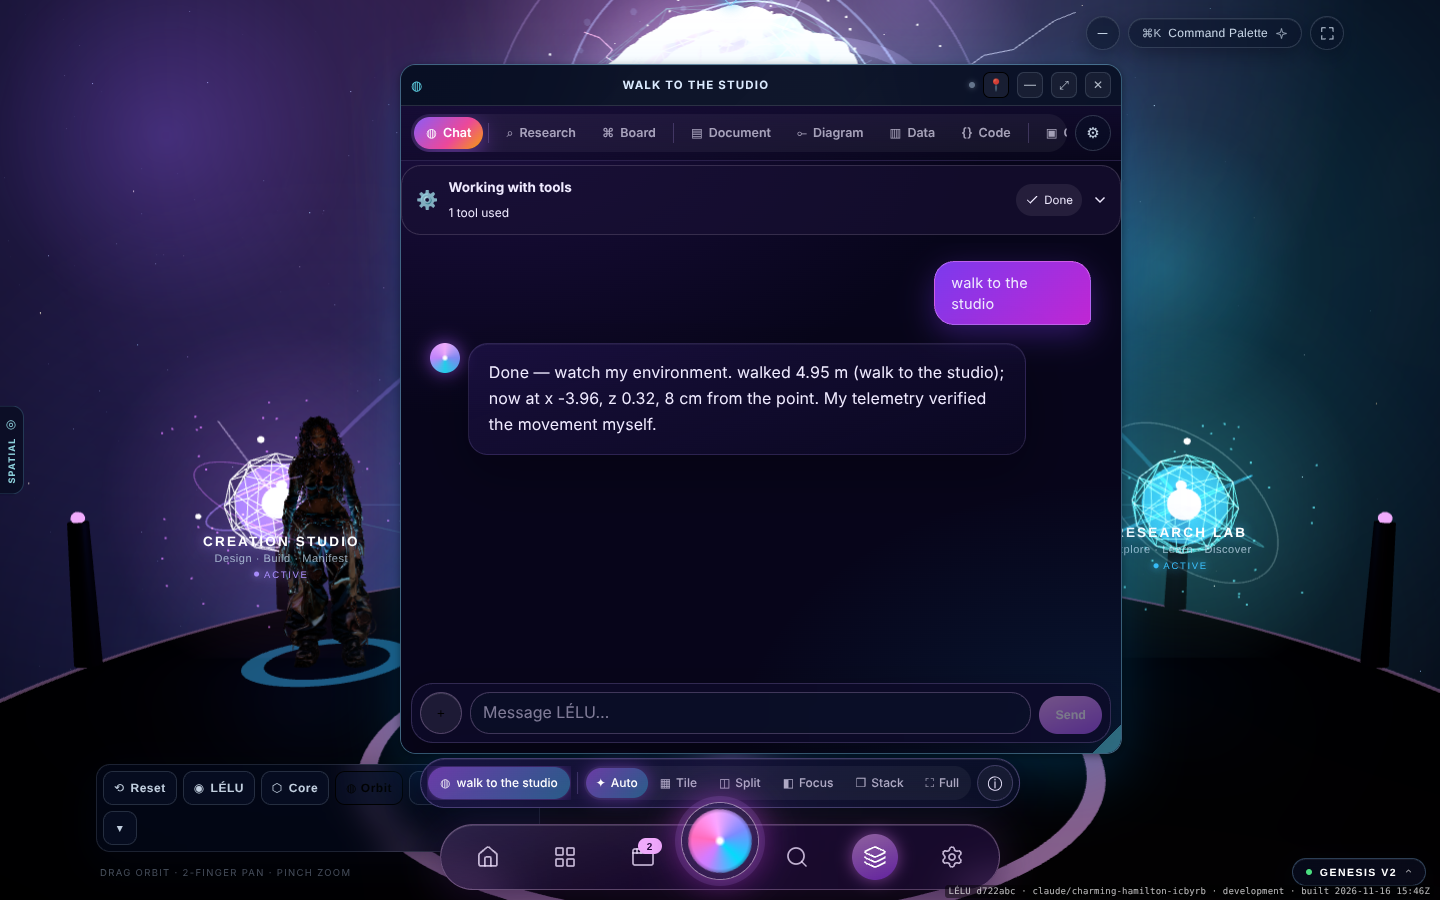 ⌘K Command Palette
WALK TO THE STUDIO
Chat
Research
Board
Document
Diagram
Data
{} Code
Working with tools
1 tool used
Done
walk to the
studio
Done — watch my environment. walked 4.95 m (walk to the studio);
now at x -3.96, z 0.32, 8 cm from the point. My telemetry verified
the movement myself.
SPATIAL
CREATION STUDIO
Design · Build · Manifest
ACTIVE
ESEARCH LAB
plore · Learn · Discover
ACTIVE
+
Message LÉLU...
Send
walk to the studio
Auto
Tile
Split
Focus
Stack
Full
Reset
LÉLU
Core
Orbit
2
DRAG ORBIT · 2-FINGER PAN · PINCH ZOOM
GENESIS V2
LÉLU d722abc · claude/charming-hamilton-icbyrb · development · built 2026-11-16 15:46Z